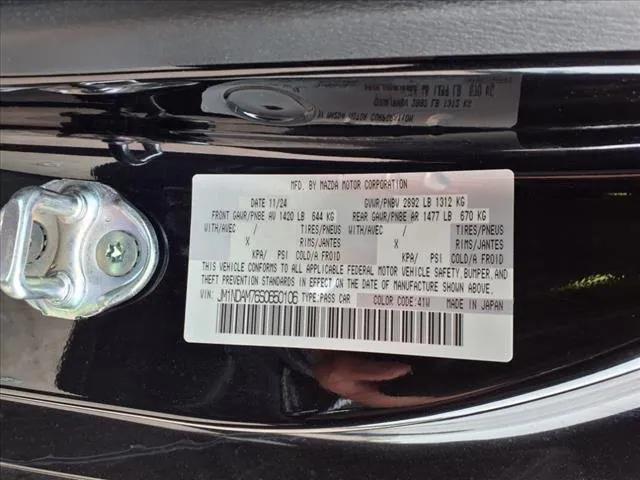 MFD. BY MAZDA MOTOR CORPORATION
DATE 11/24 GVWR/PNBV 2892 LB 1312 KG
FRONT GAWR/PNBE AV 1420 LB 644 KG REAR GAWR/PNBE AR 1477 LB 670 KG
WITH/AVEC / TIRES/PNEUS WITH/AVEC / TIRES/PNEUS
X RIMS/JANTES X RIMS/JANTES
KPA/ PSI COLD/A FROID KPA/ PSI COLD/A FROID
THIS VEHICLE CONFORMS TO ALL APPLICABLE FEDERAL MOTOR VEHICLE SAFETY, BUMPER, AND
THEFT PREVENTION STANDARDS IN EFFECT ON THE DATE OF MANUFACTURE SHOWN ABOVE.
VIN: JM1NDAM76S0650106 TYPE:PASS CAR COLOR CODE:41W MADE IN JAPAN